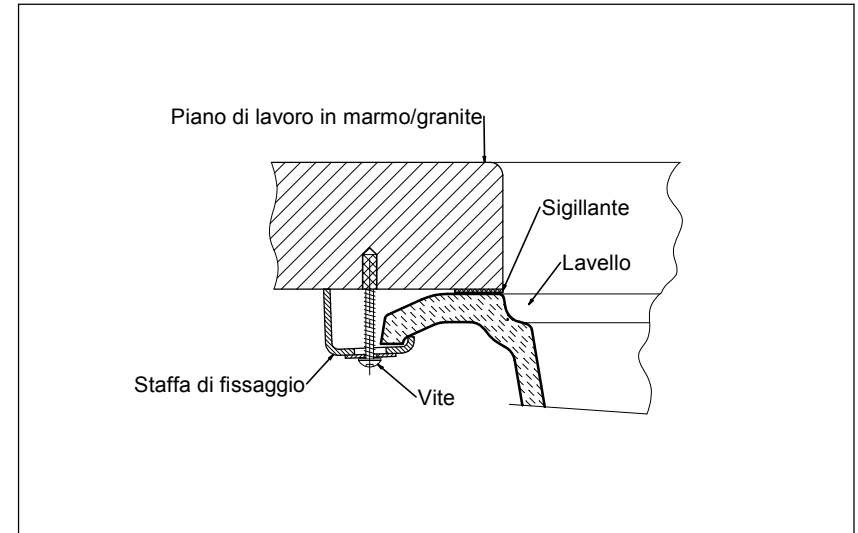 Piano di lavoro in marmo/granite
Sigillante
Lavello
Staffa di fissaggio
Vite